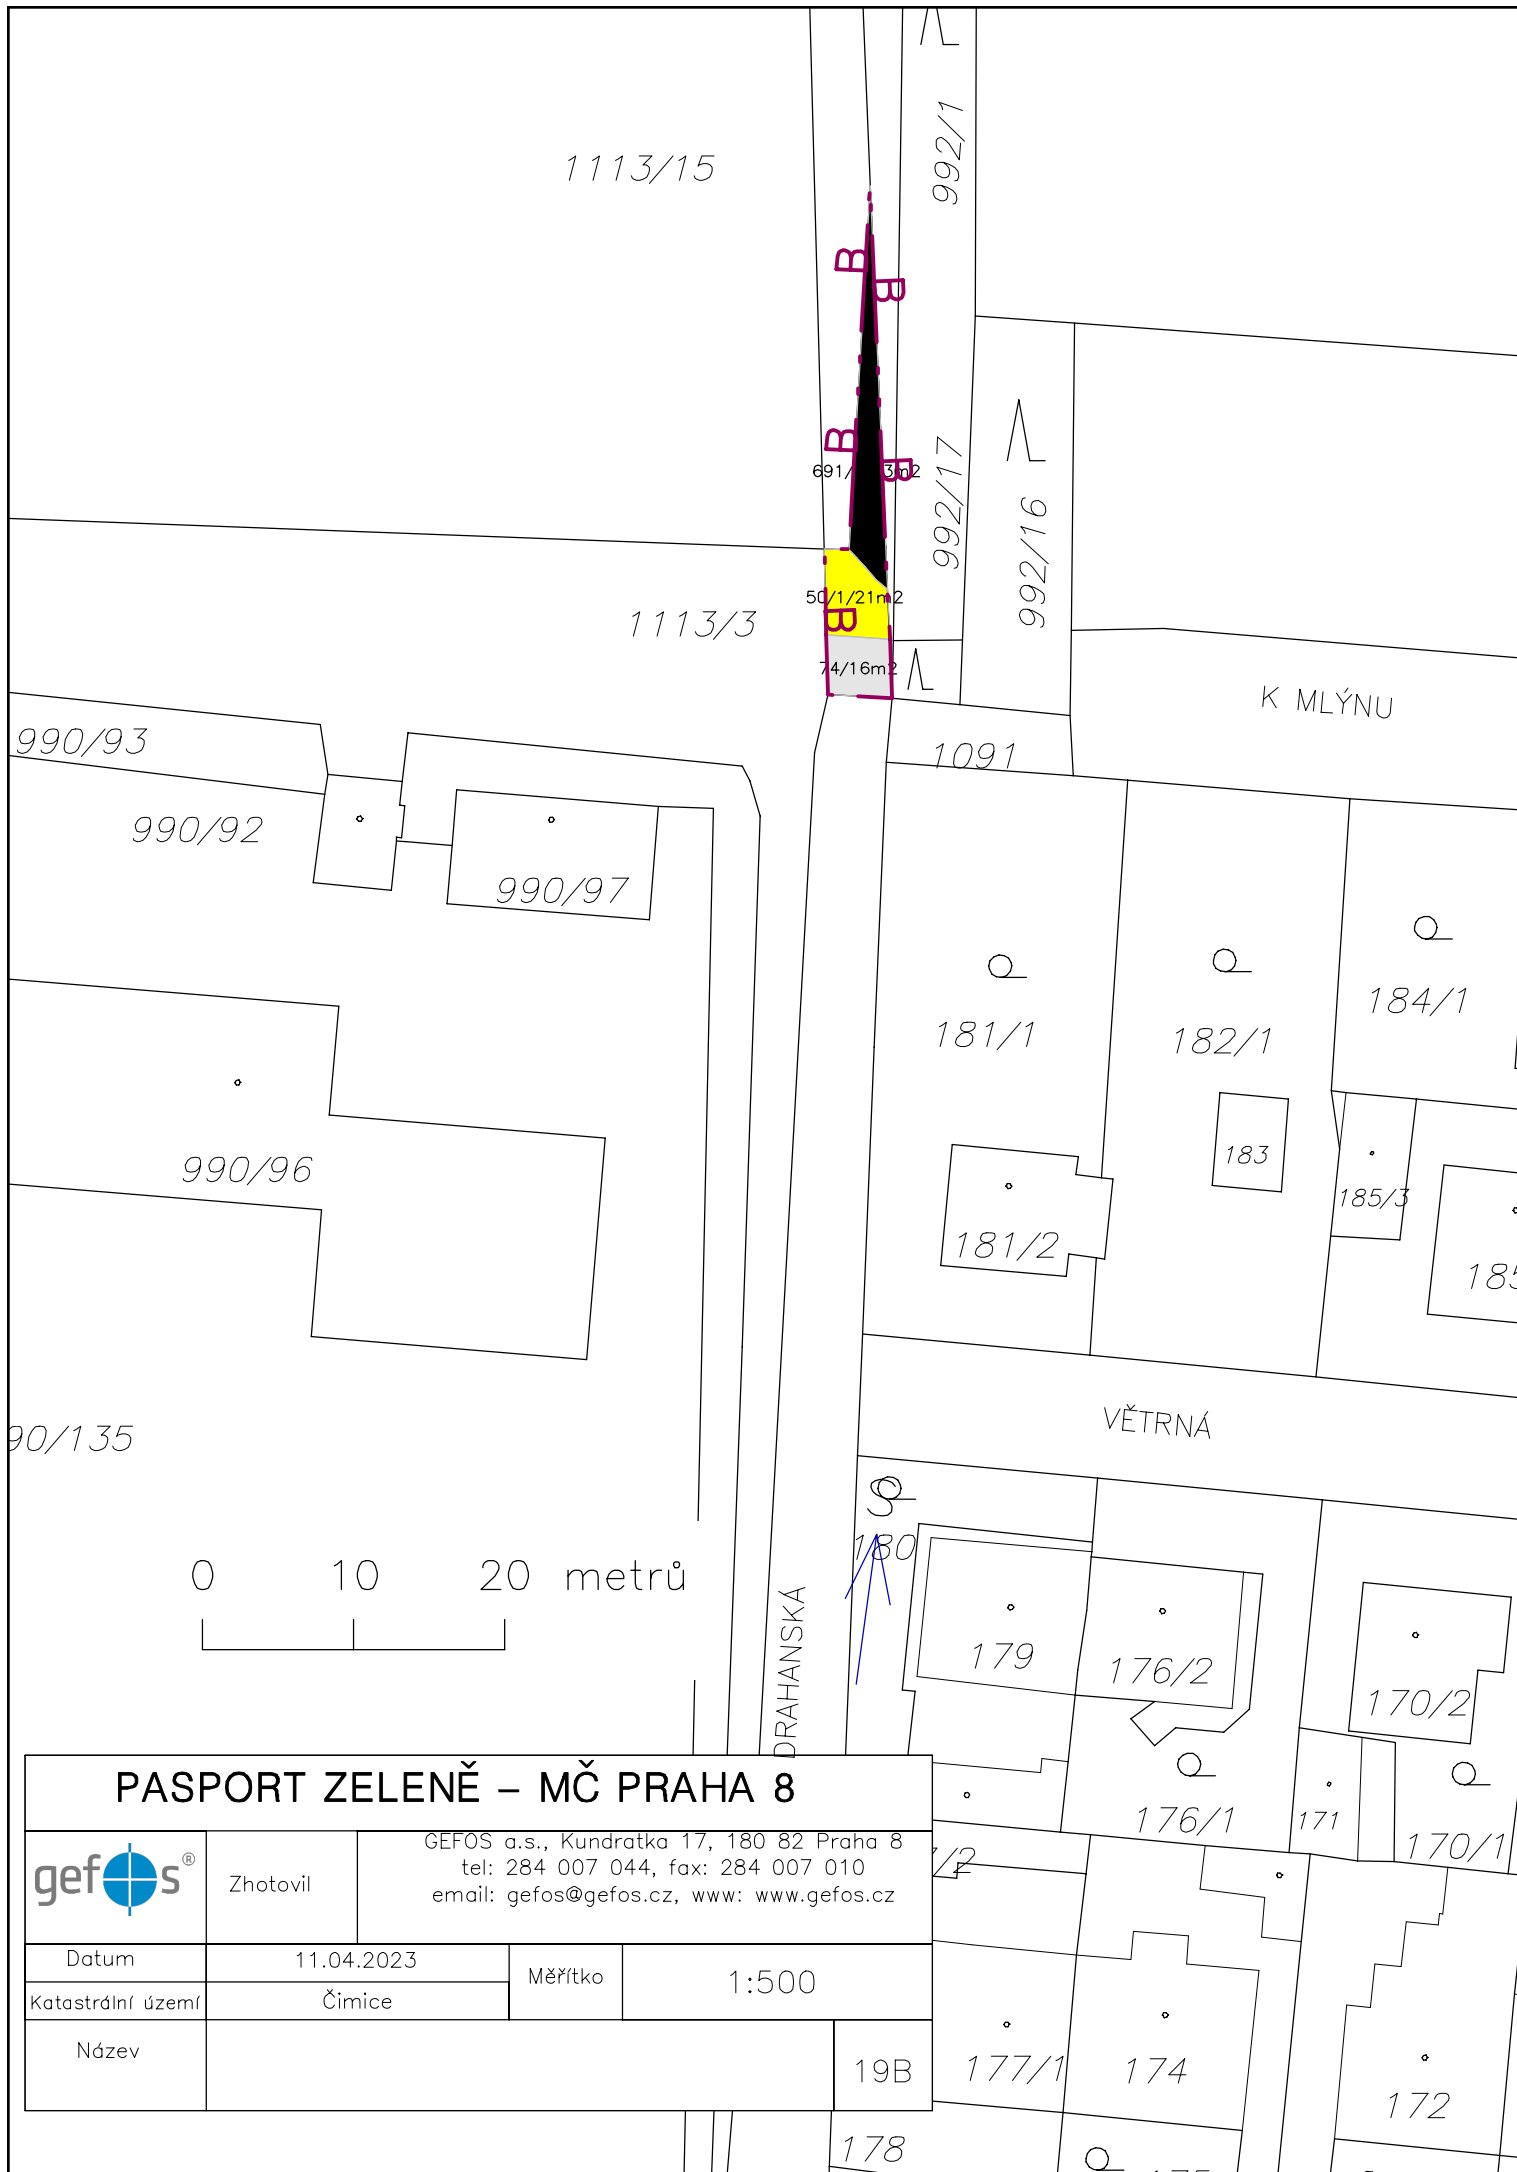 1113/15
992/1
992/17
992/16
50/1/21m2
1113/3
74/16m2
K MLÝNU
1091
990/93
990/92
990/97
B
B
B
B
B
181/1
182/1
184/1
183
185/3
990/96
181/2
VĚTRNÁ
S
180
0 10 20 metrů
DRAHANSKÁ
179
176/2
170/2
176/1
171
170/1
PASPORT ZELENĚ – MČ PRAHA 8
gefos®
Zhotovil
GEFOS a.s., Kundratka 17, 180 82 Praha 8
tel: 284 007 044, fax: 284 007 010
email: gefos@gefos.cz, www: www.gefos.cz
Datum
11.04.2023
Měřítko
1:500
Katastrální území
Čimice
Název
19B
177/1
174
172
178